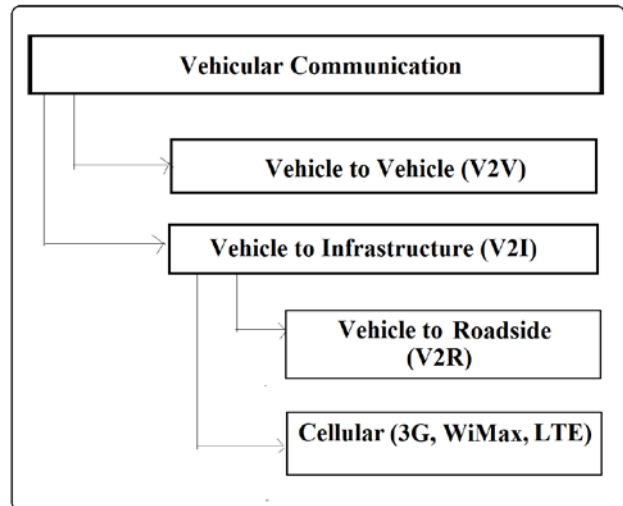 Vehicular Communication
Vehicle to Vehicle (V2V)
Vehicle to Infrastructure (V2I)
Vehicle to Roadside
(V2R)
Cellular (3G, WiMax, LTE)